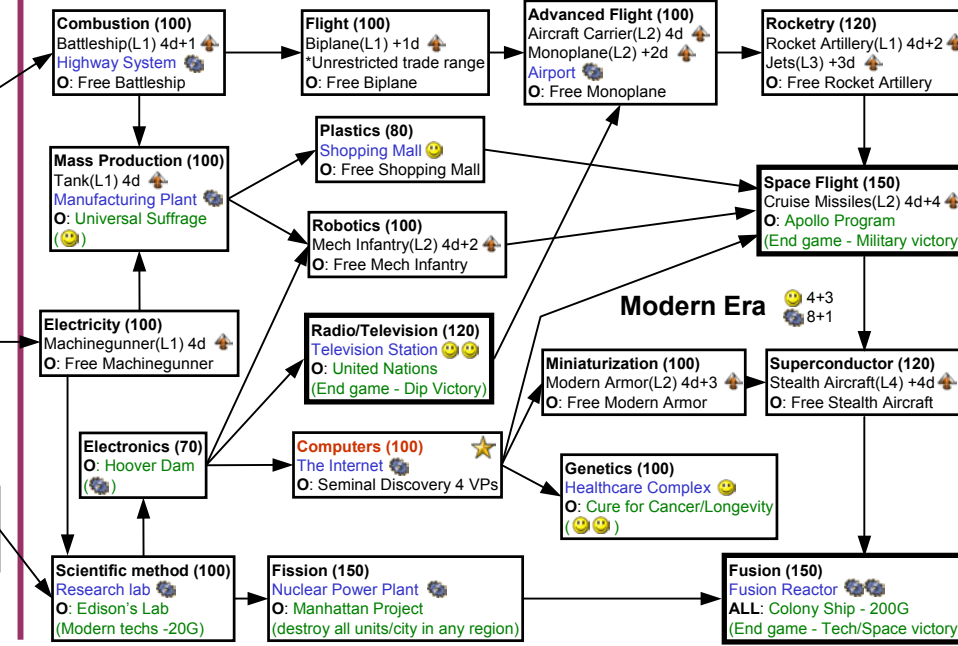 Combustion (100)
Battleship(L1) 4d+1
Highway System
O: Free Battleship
Flight (100)
Biplane(L1) +1d
*Unrestricted trade range
O: Free Biplane
Advanced Flight (100)
Aircraft Carrier(L2) 4d
Monoplane(L2) +2d
Airport
O: Free Monoplane
Rocketry (120)
Rocket Artillery(L1) 4d+2
Jets(L3) +3d
O: Free Rocket Artillery
Mass Production (100)
Tank(L1) 4d
Manufacturing Plant
O: Universal Suffrage
( )
Plastics (80)
Shopping Mall
O: Free Shopping Mall
Robotics (100)
Mech Infantry(L2) 4d+2
O: Free Mech Infantry
Space Flight (150)
Cruise Missiles(L2) 4d+4
O: Apollo Program
(End game - Military victory
Modern Era
4+3
8+1
Electricity (100)
Machinegunner(L1) 4d
O: Free Machinegunner
Radio/Television (120)
Television Station
O: United Nations
(End game - Dip Victory)
Miniaturization (100)
Modern Armor(L2) 4d+3
O: Free Modern Armor
Superconductor (120)
Stealth Aircraft(L4) +4d
O: Free Stealth Aircraft
Electronics (70)
O: Hoover Dam
( )
Computers (100)
The Internet
O: Seminal Discovery 4 VPs
Genetics (100)
Healthcare Complex
O: Cure for Cancer/Longevity
( )
Scientific method (100)
Research lab
O: Edison's Lab
(Modern techs -20G)
Fission (150)
Nuclear Power Plant
O: Manhattan Project
(destroy all units/city in any region)
Fusion (150)
Fusion Reactor
ALL: Colony Ship - 200G
(End game - Tech/Space victory